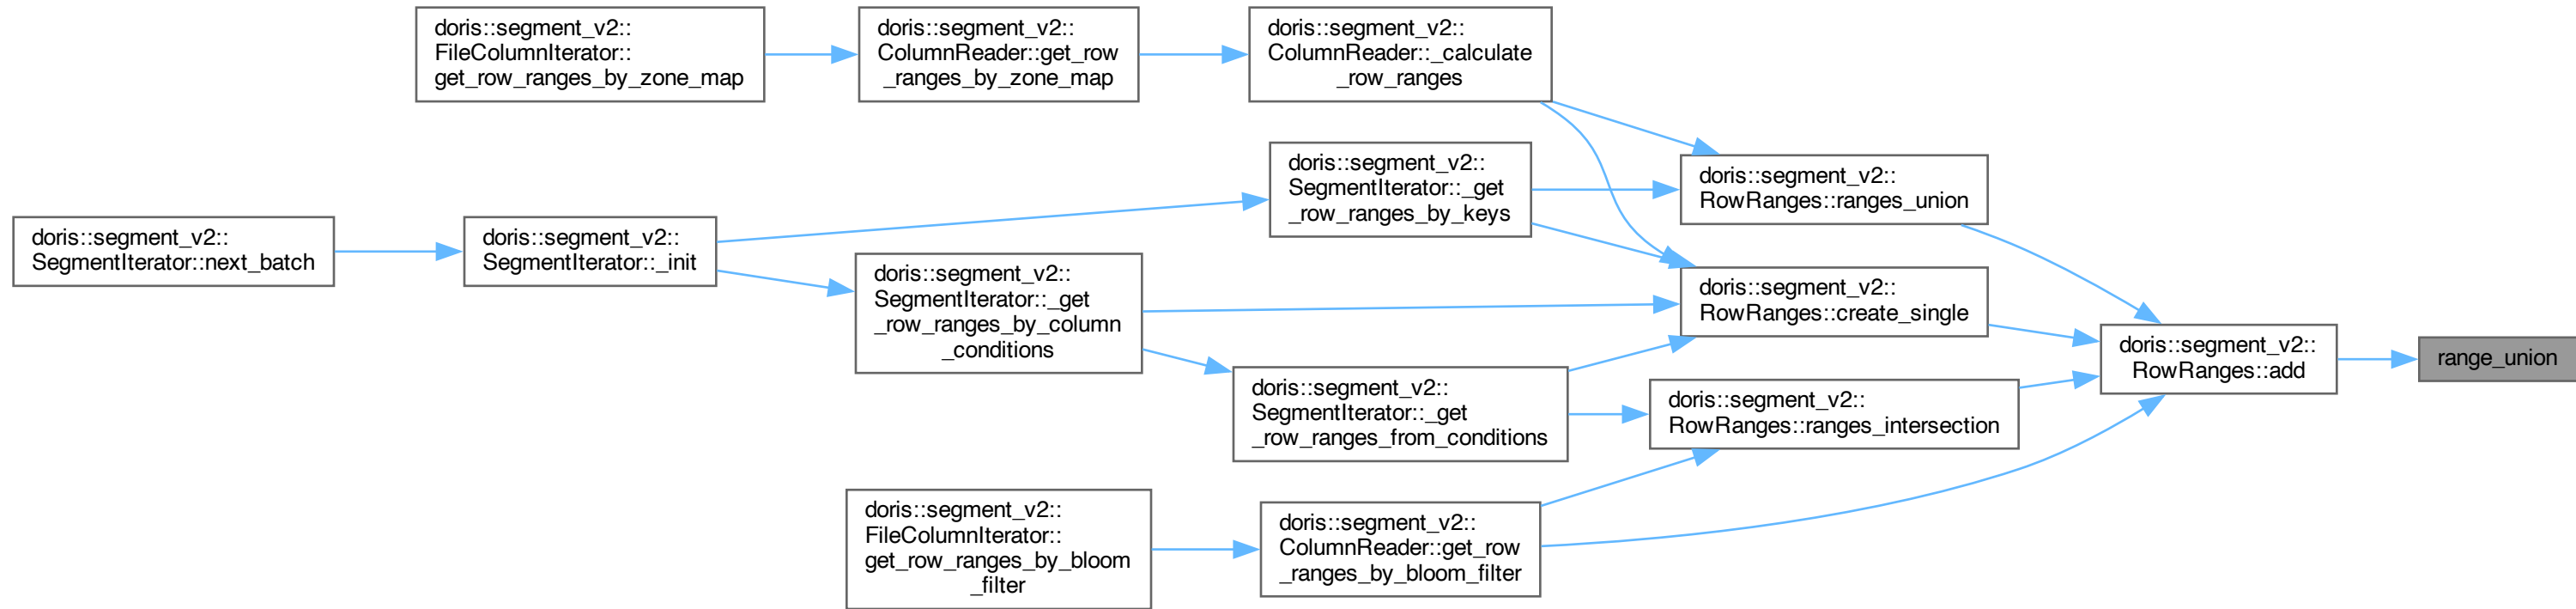 doris::segment_v2::
FileColumnIterator::
get_row_ranges_by_zone_map
doris::segment_v2::
ColumnReader::get_row
_ranges_by_zone_map
doris::segment_v2::
ColumnReader::_calculate
_row_ranges
doris::segment_v2::
SegmentIterator::_get
_row_ranges_by_keys
doris::segment_v2::
RowRanges::ranges_union
doris::segment_v2::
SegmentIterator::next_batch
doris::segment_v2::
SegmentIterator::_init
doris::segment_v2::
SegmentIterator::_get
_row_ranges_by_column
_conditions
doris::segment_v2::
RowRanges::create_single
doris::segment_v2::
RowRanges::add
range_union
doris::segment_v2::
SegmentIterator::_get
_row_ranges_from_conditions
doris::segment_v2::
RowRanges::ranges_intersection
doris::segment_v2::
FileColumnIterator::
get_row_ranges_by_bloom
_filter
doris::segment_v2::
ColumnReader::get_row
_ranges_by_bloom_filter